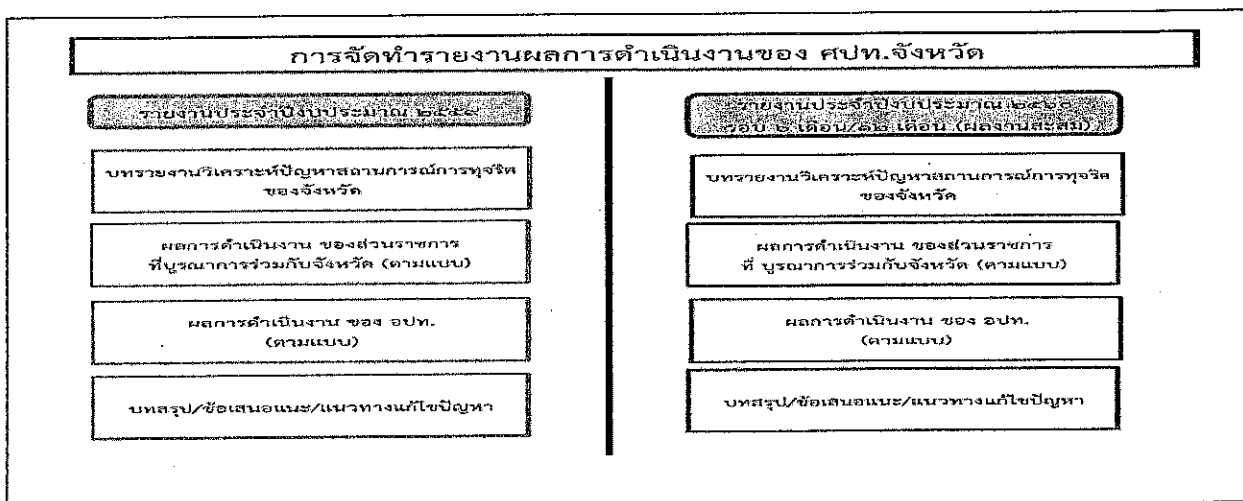 การจัดทำรายงานผลการดำเนินงานของ ศปท.จังหวัด
รายงานประจำปีงบประมาณ ๒๕๕๙
บทรายงานวิเคราะห์ปัญหาสถานการณ์การทุจริต
ของจังหวัด
ผลการดำเนินงาน ของส่วนราชการ
ที่บูรณาการร่วมกับจังหวัด (ตามแบบ)
ผลการดำเนินงาน ของ อปท.
(ตามแบบ)
บทสรุป/ข้อเสนอแนะ/แนวทางแก้ไขปัญหา
รายงานประจำปีงบประมาณ ๒๕๖๐
รอบ ๖ เดือน/๑๒ เดือน (ผลงานสะสม)
บทรายงานวิเคราะห์ปัญหาสถานการณ์การทุจริต
ของจังหวัด
ผลการดำเนินงาน ของส่วนราชการ
ที่ บูรณาการร่วมกับจังหวัด (ตามแบบ)
ผลการดำเนินงาน ของ อปท.
(ตามแบบ)
บทสรุป/ข้อเสนอแนะ/แนวทางแก้ไขปัญหา